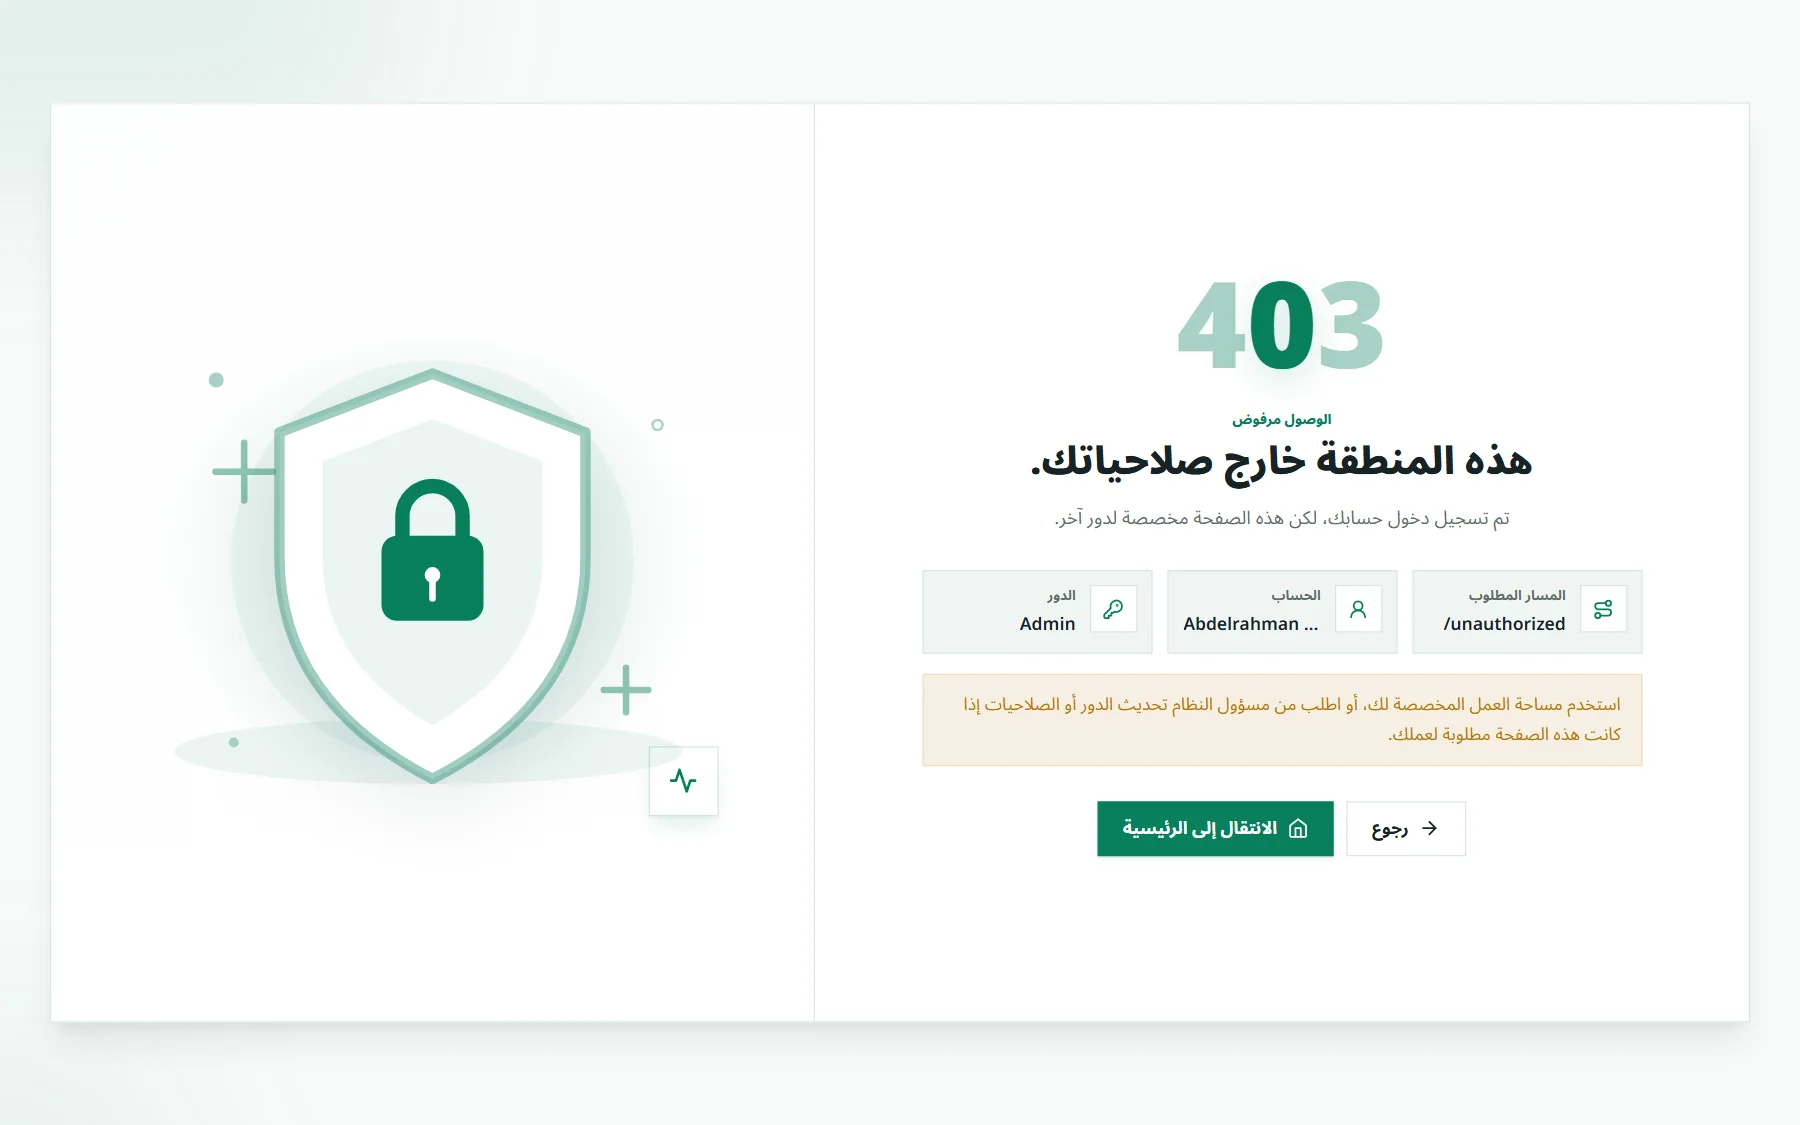 403
الوصول مرفوض
هذه المنطقة خارج صلاحياتك.
تم تسجيل دخول حسابك، لكن هذه الصفحة مخصصة لدور آخر.
المسار المطلوب
/unauthorized
الحساب
Abdelrahman ...
الدور
Admin
استخدم مساحة العمل المخصصة لك، أو اطلب من مسؤول النظام تحديث الدور أو الصلاحيات إذا
كانت هذه الصفحة مطلوبة لعملك.
رجوع
الانتقال إلى الرئيسية